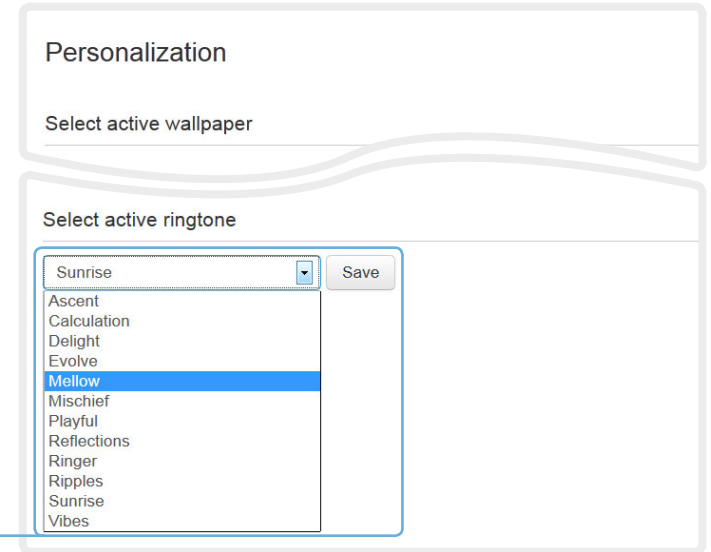 Personalization
Select active wallpaper
Select active ringtone
Sunrise
Save
Ascent
Calculation
Delight
Evolve
Mellow
Mischief
Playful
Reflections
Ringer
Ripples
Sunrise
Vibes